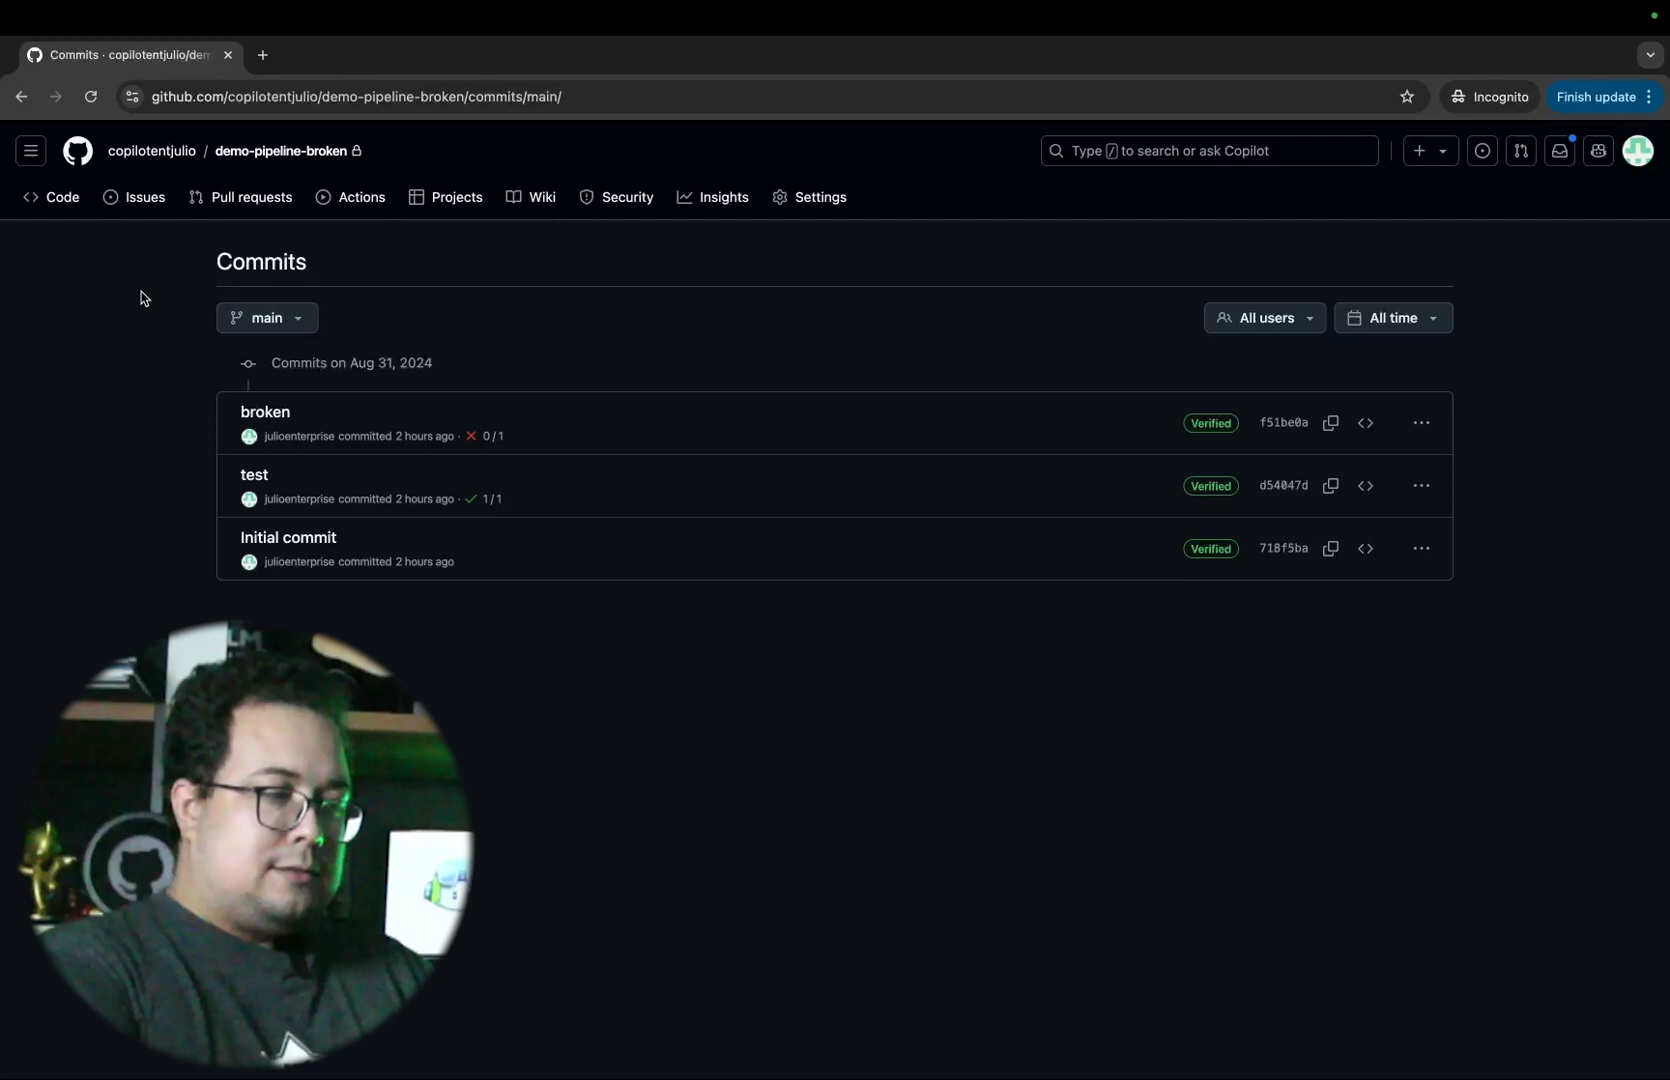 Commits · copilotentjulio/dem
github.com/copilotentjulio/demo-pipeline-broken/commits/main/
Incognito
Finish update
copilotentjulio / demo-pipeline-broken
Type / to search or ask Copilot
Code
Issues
Pull requests
Actions
Projects
Wiki
Security
Insights
Settings
Commits
main
All users
All time
Commits on Aug 31, 2024
broken
julioenterprise committed 2 hours ago · 0 / 1
Verified
f51be0a
test
julioenterprise committed 2 hours ago · 1 / 1
Verified
d54047d
Initial commit
julioenterprise committed 2 hours ago
Verified
718f5ba
LM